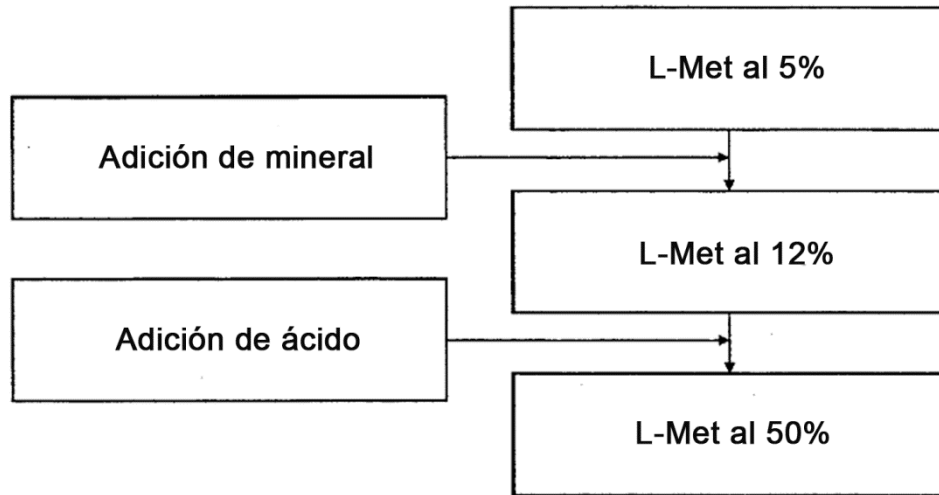 L-Met al 5%
Adición de mineral
L-Met al 12%
Adición de ácido
L-Met al 50%